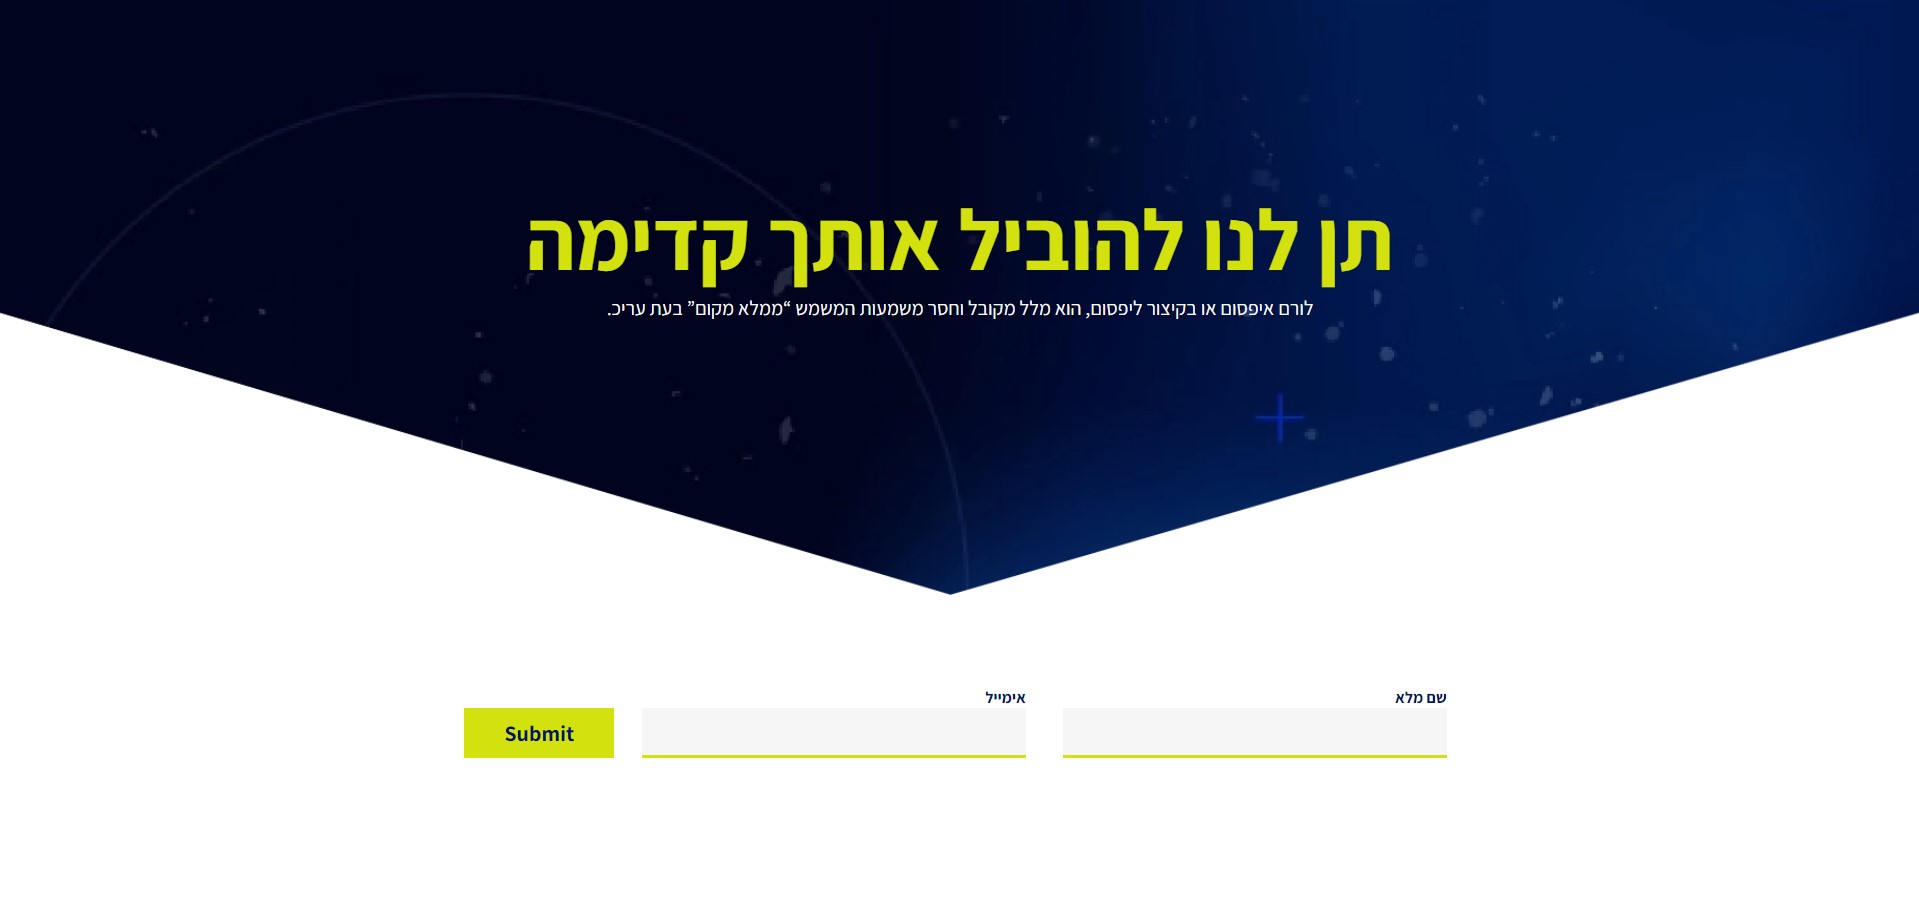 תן לנו להוביל אותך קדימה
לורם איפסום או בקיצור ליפסום, הוא מלל מקובל וחסר משמעות המשמש “ממלא מקום” בעת עריכ.
שם מלא
אימייל
Submit